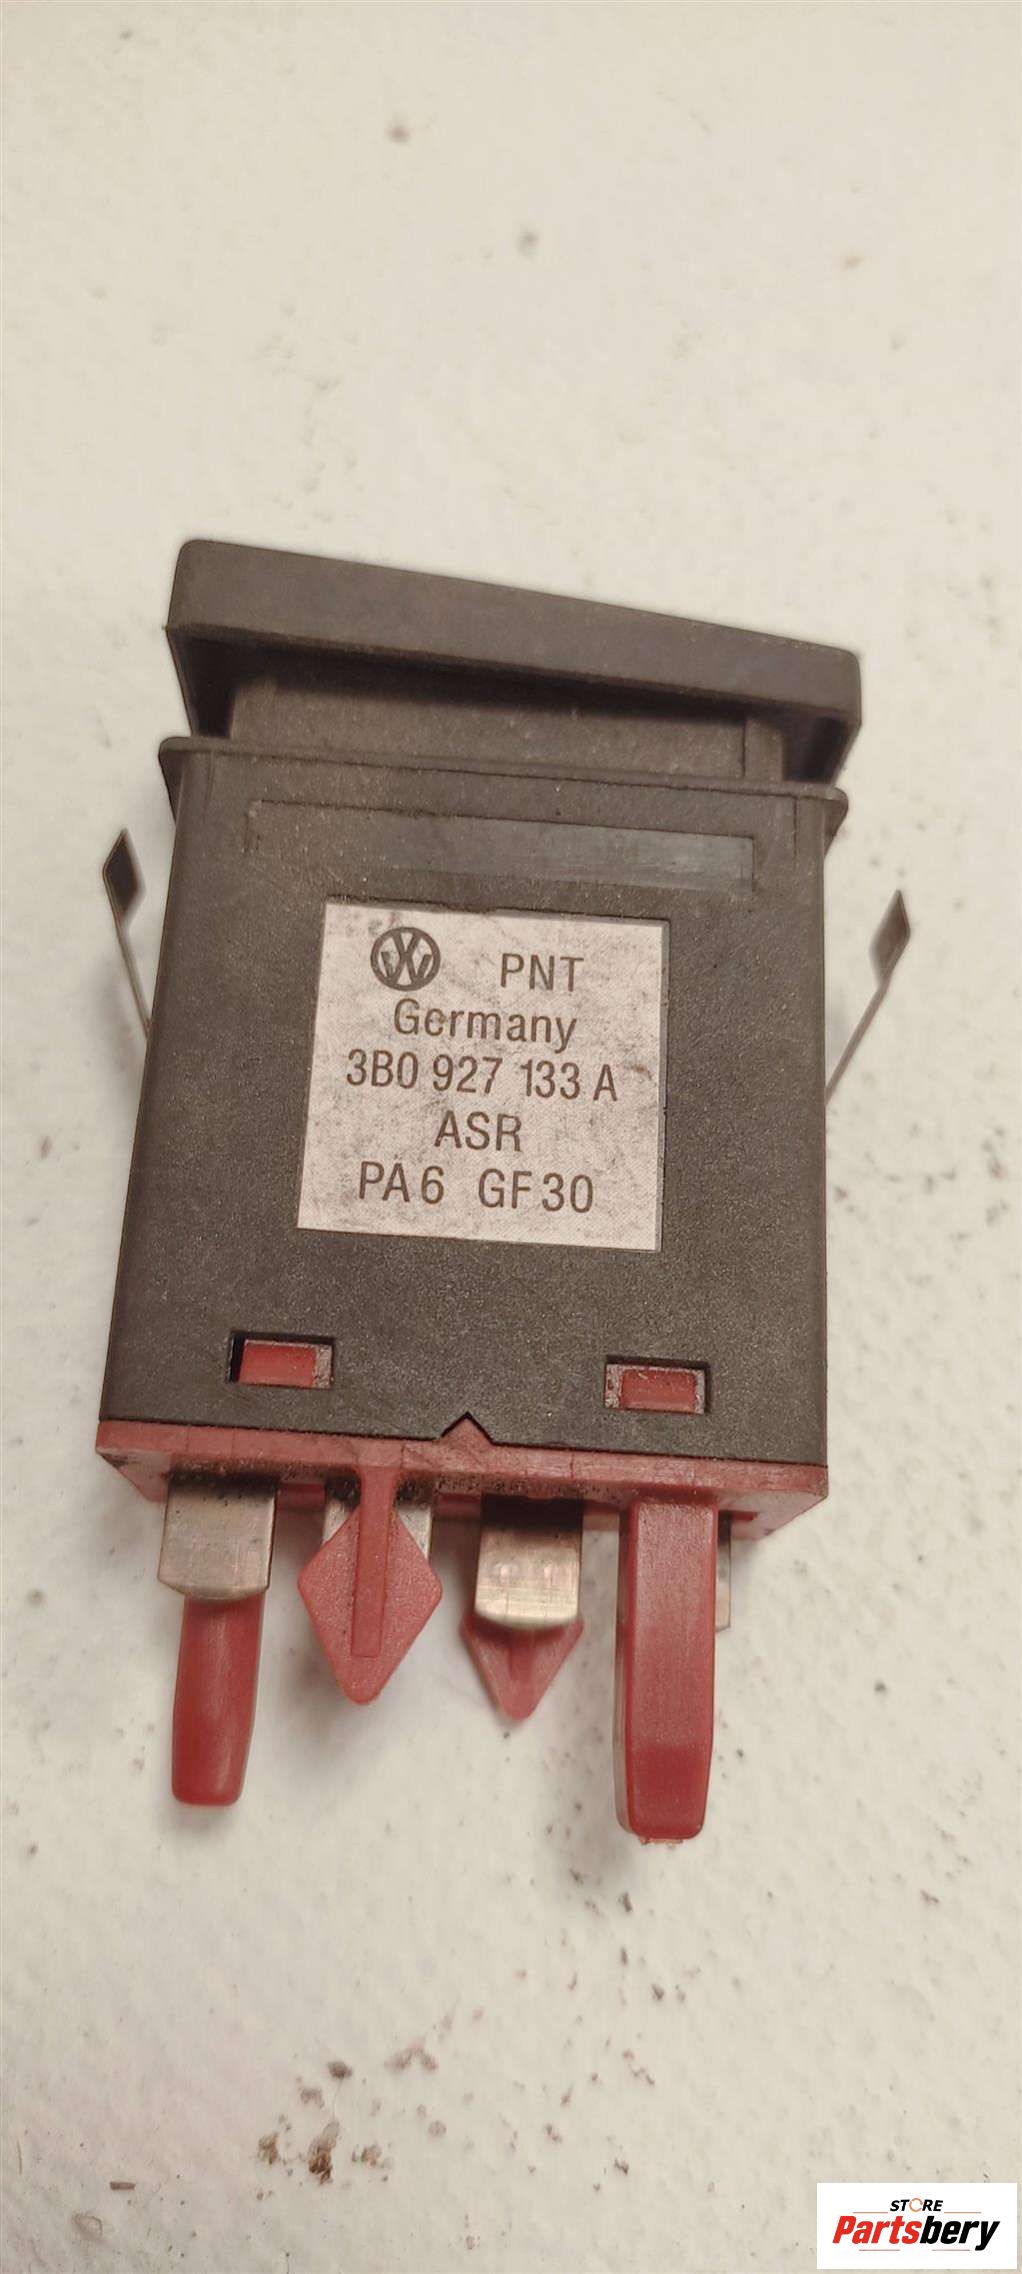 PNT
Germany
3B0 927 133 A
ASR
PA6 GF30
STORE
Partsbery